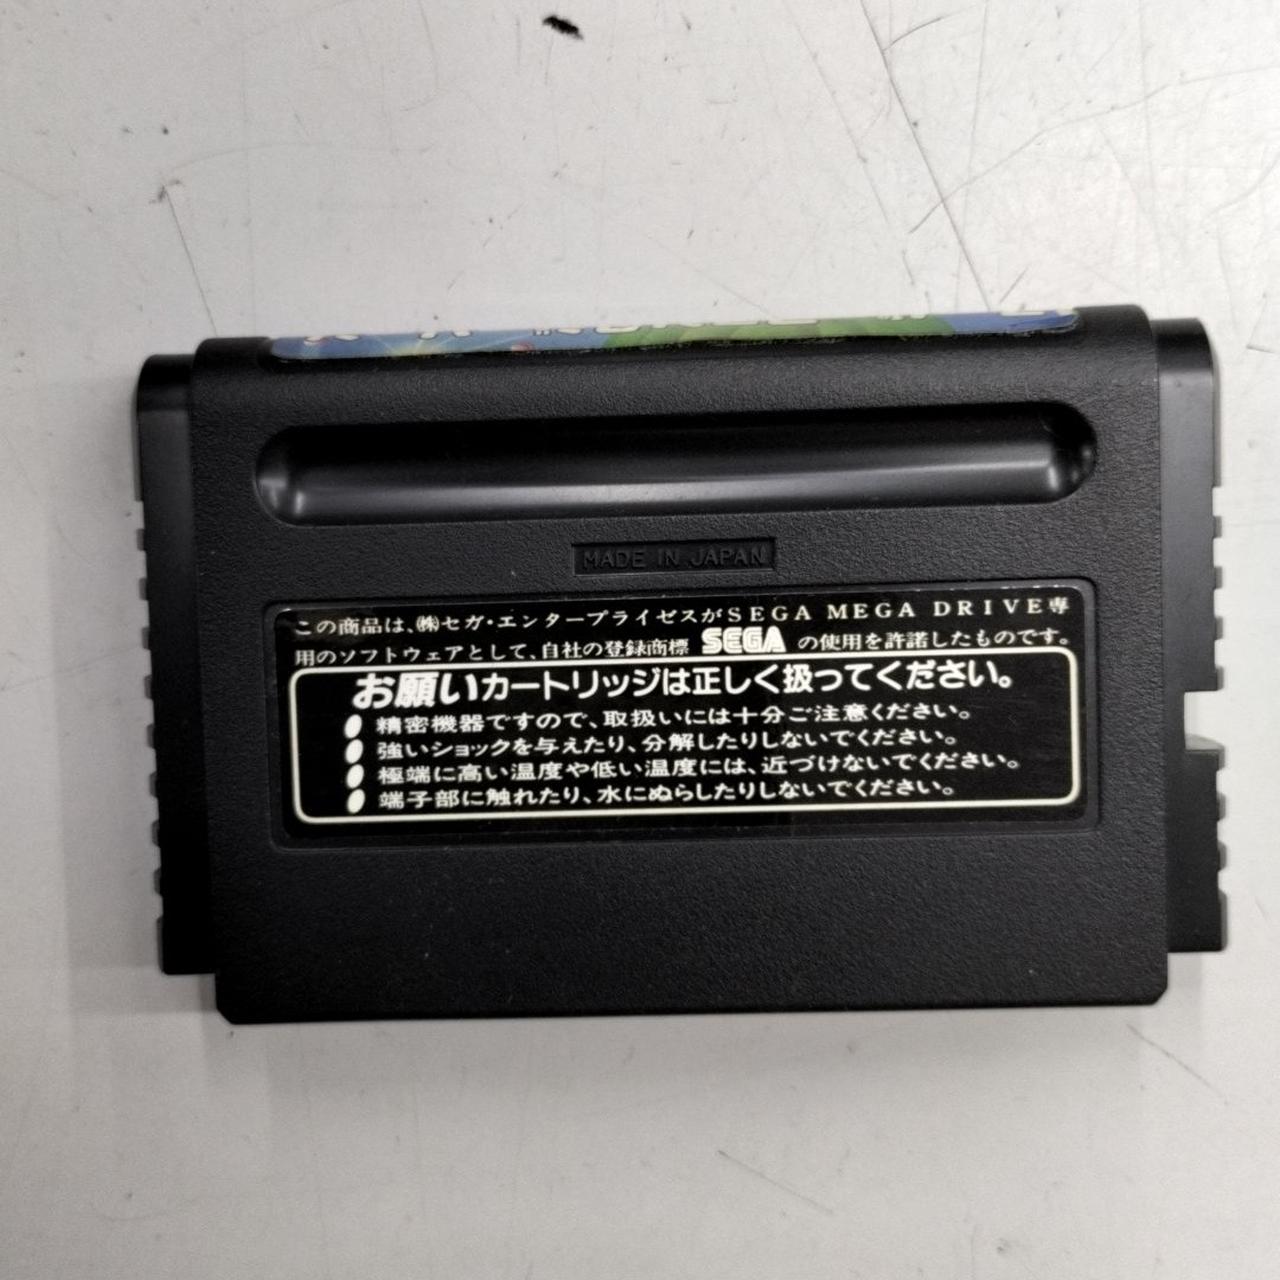 MADE IN JAPAN
この商品は、㈱セガ・エンタープライゼスがSEGA MEGA DRIVE専
用のソフトウェアとして、自社の登録商標 SEGA の使用を許諾したものです。
お願いカートリッジは正しく扱ってください。
●精密機器ですので、取扱いには十分ご注意ください。
●強いショックを与えたり、分解したりしないでください。
●極端に高い温度や低い温度には、近づけないでください。
●端子部に触れたり、水にぬらしたりしないでください。